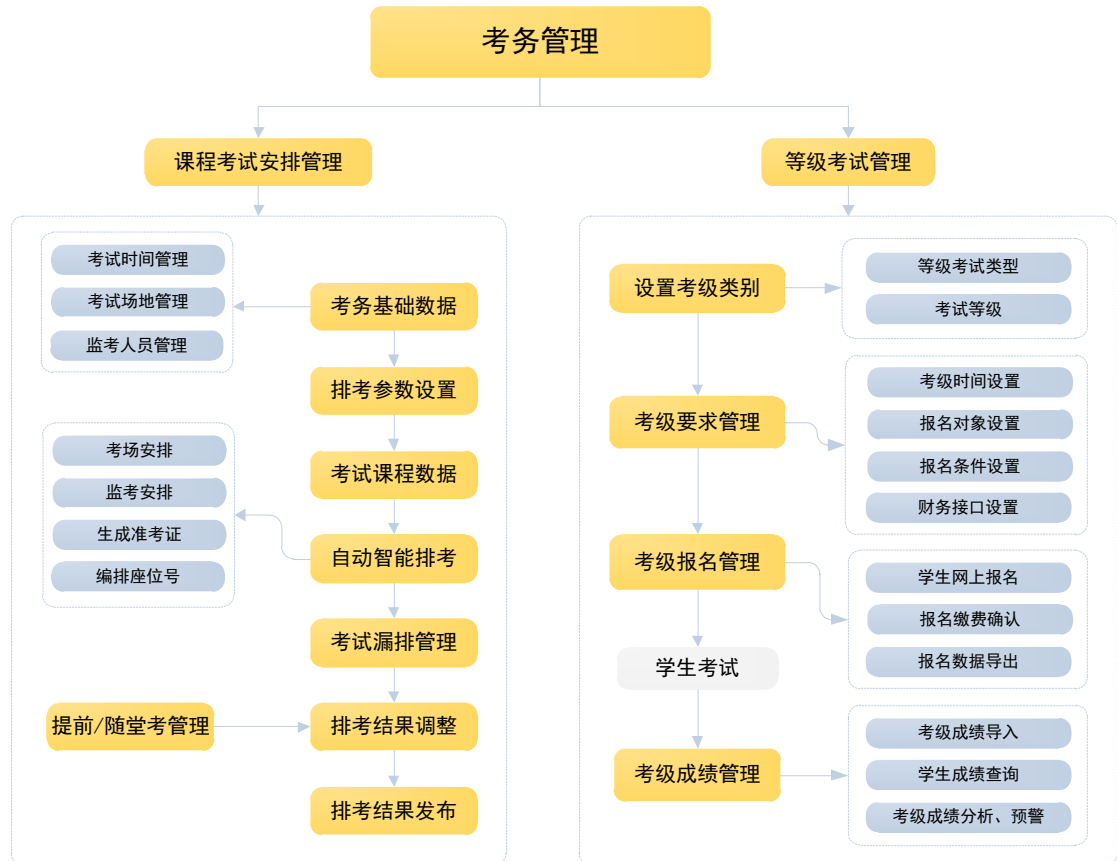 考务管理
课程考试安排管理
等级考试管理
考试时间管理
考试场地管理
监考人员管理
考务基础数据
排考参数设置
考试课程数据
考场安排
监考安排
生成准考证
编排座位号
自动智能排考
考试漏排管理
提前/随堂考管理
排考结果调整
排考结果发布
设置考级类别
等级考试类型
考试等级
考级要求管理
考级时间设置
报名对象设置
报名条件设置
财务接口设置
考级报名管理
学生网上报名
报名缴费确认
报名数据导出
学生考试
考级成绩管理
考级成绩导入
学生成绩查询
考级成绩分析、预警